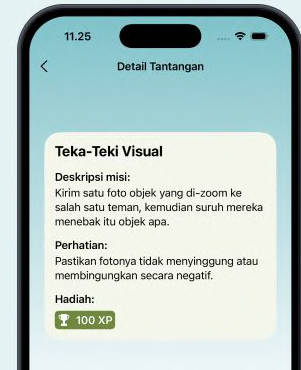 11.25
Detail Tantangan
Teka-Teki Visual
Deskripsi misi:
Kirim satu foto objek yang di-zoom ke
salah satu teman, kemudian suruh mereka
menebak itu objek apa.
Perhatian:
Pastikan fotonya tidak menyinggung atau
membingungkan secara negatif.
Hadiah:
100 XP